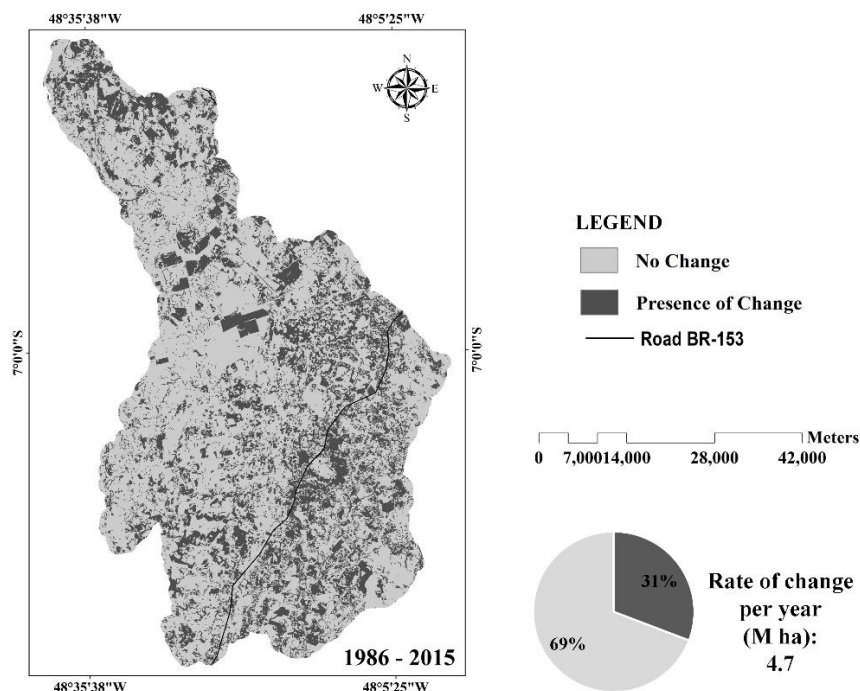 48°35'38"W
48°5'25"W
N
W
E
S
7°0'0"S
7°0'0"S
LEGEND
No Change
Presence of Change
Road BR-153
Meters
0
7,000
14,000
28,000
42,000
31%
69%
Rate of change
per year
(M ha):
4.7
1986 - 2015
48°35'38"W
48°5'25"W